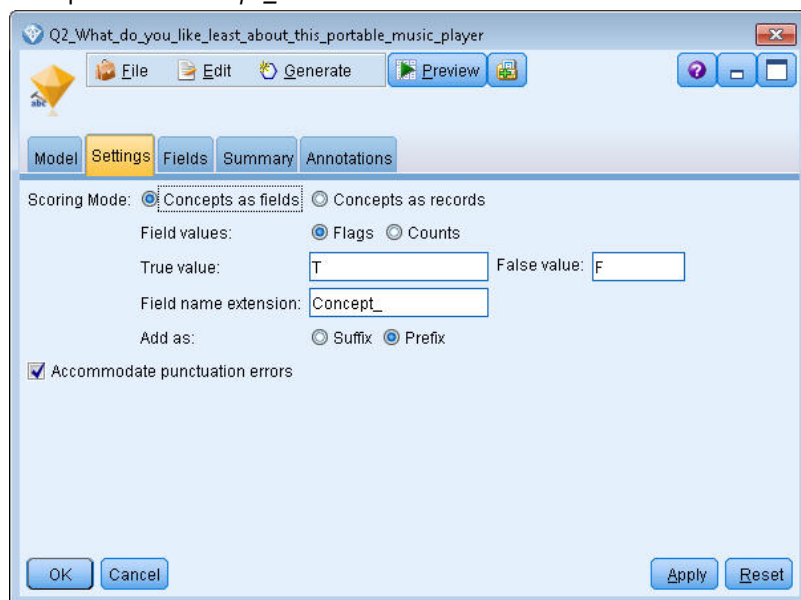 Q2_What_do_you_like_least_about_this_portable_music_player
File Edit Generate Preview
abc
Model Settings Fields Summary Annotations
Scoring Mode: Concepts as fields Concepts as records
Field values: Flags Counts
True value: T False value: F
Field name extension: Concept_
Add as: Suffix Prefix
Accommodate punctuation errors
OK Cancel Apply Reset